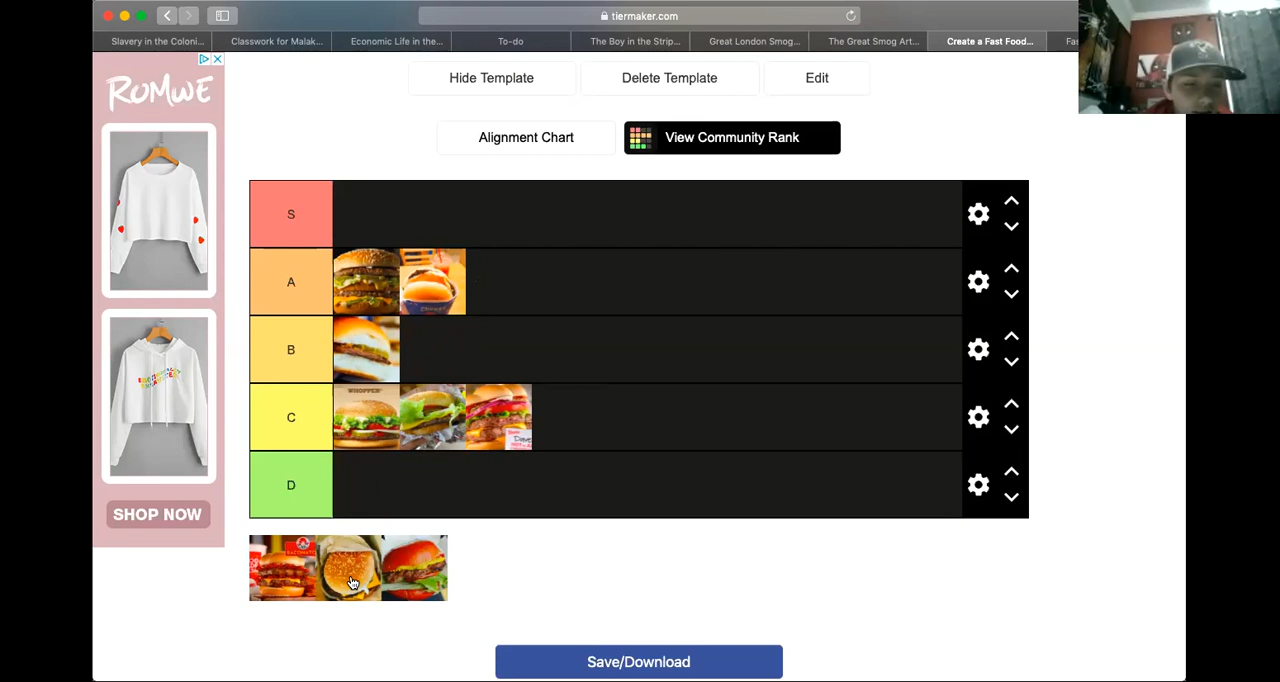 tiermaker.com
Slavery in the Coloni...
Classwork for Malak...
Economic Life in the...
To-do
The Boy in the Strip...
Great London Smog...
The Great Smog Art...
Create a Fast Food...
Fas
ROMWE
Hide Template
Delete Template
Edit
Alignment Chart
View Community Rank
S
A
B
C
WHOPPER
Dave
D
SHOP NOW
Save/Download